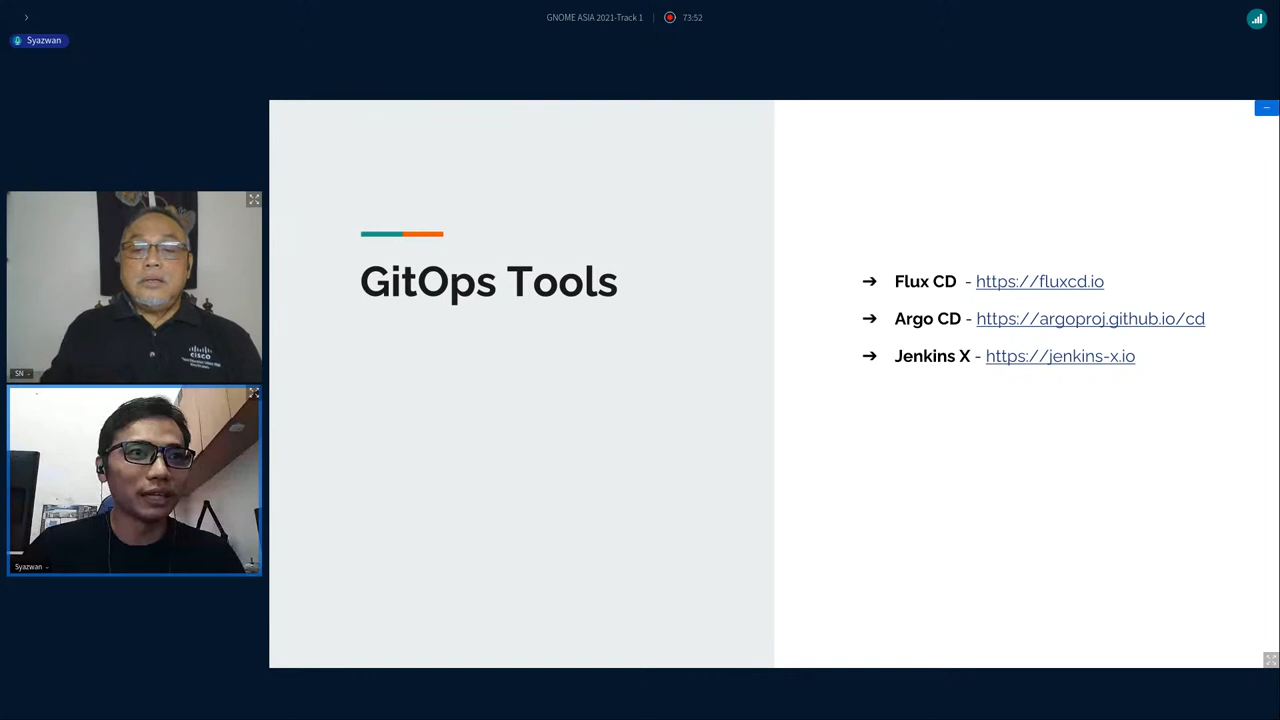 GNOME ASIA 2021-Track 1
73:52
Syazwan
cisco
SN
Syazwan
GitOps Tools
➔ Flux CD - https://fluxcd.io
➔ Argo CD - https://argoproj.github.io/cd
➔ Jenkins X - https://jenkins-x.io